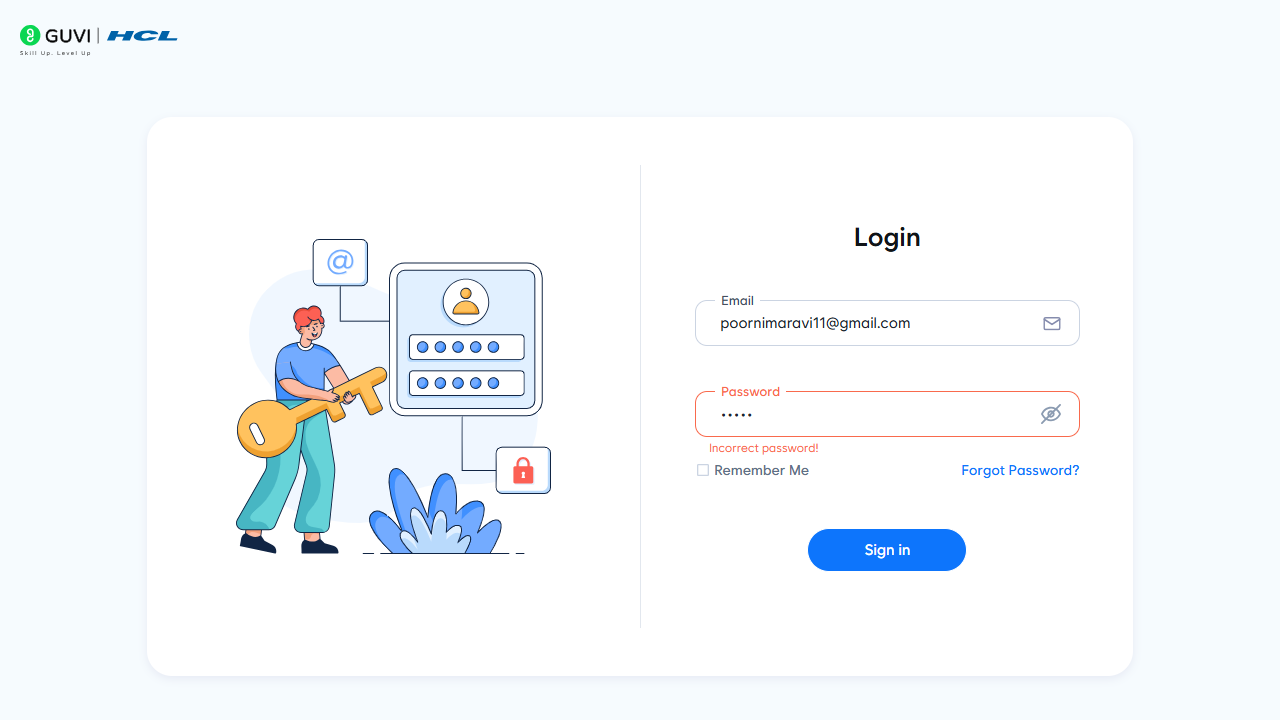 GUVI | HCL
Skill Up. Level Up
@
Login
Email
poornimaravi11@gmail.com
Password
•••••
Incorrect password!
Remember Me
Forgot Password?
Sign in